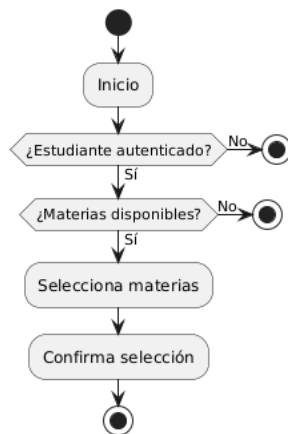 Inicio
¿Estudiante autenticado?
No
Sí
¿Materias disponibles?
No
Sí
Selecciona materias
Confirma selección